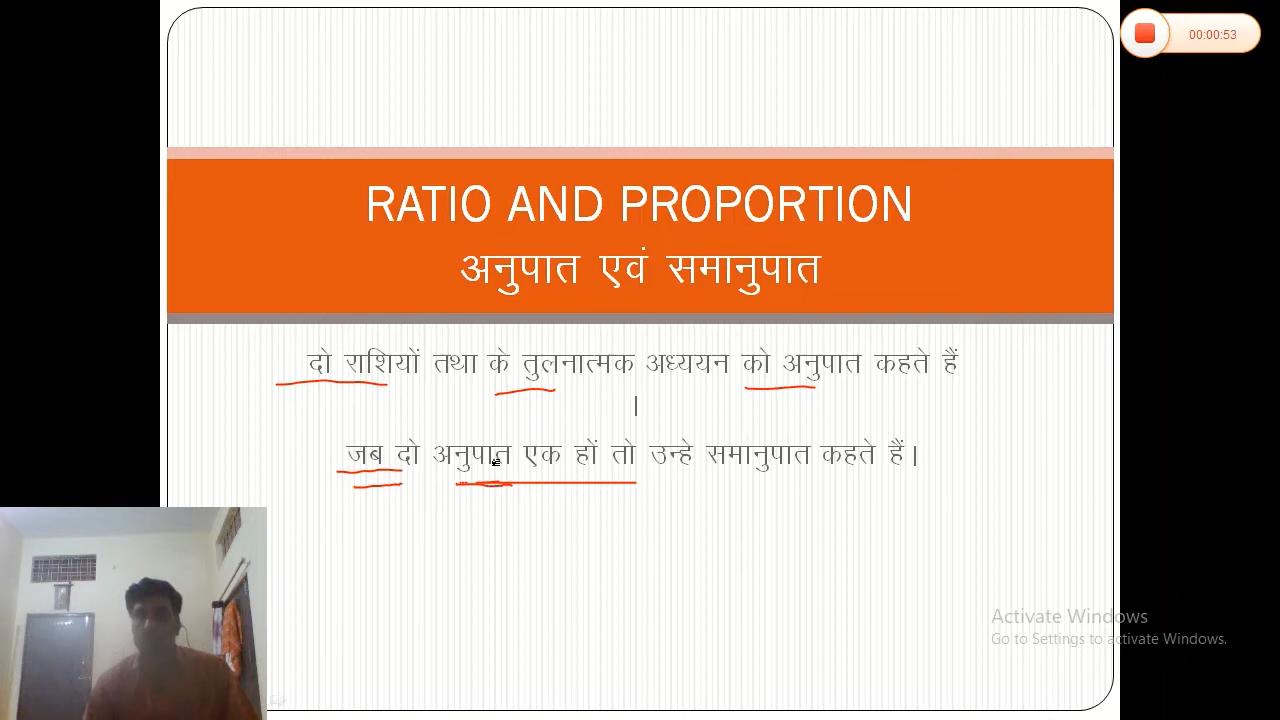 00:00:53
RATIO AND PROPORTION
अनुपात एवं समानुपात
दो राशियों तथा के तुलनात्मक अध्ययन को अनुपात कहते हैं
।
जब दो अनुपात एक हों तो उन्हे समानुपात कहते हैं।
Activate Windows
Go to Settings to activate Windows.